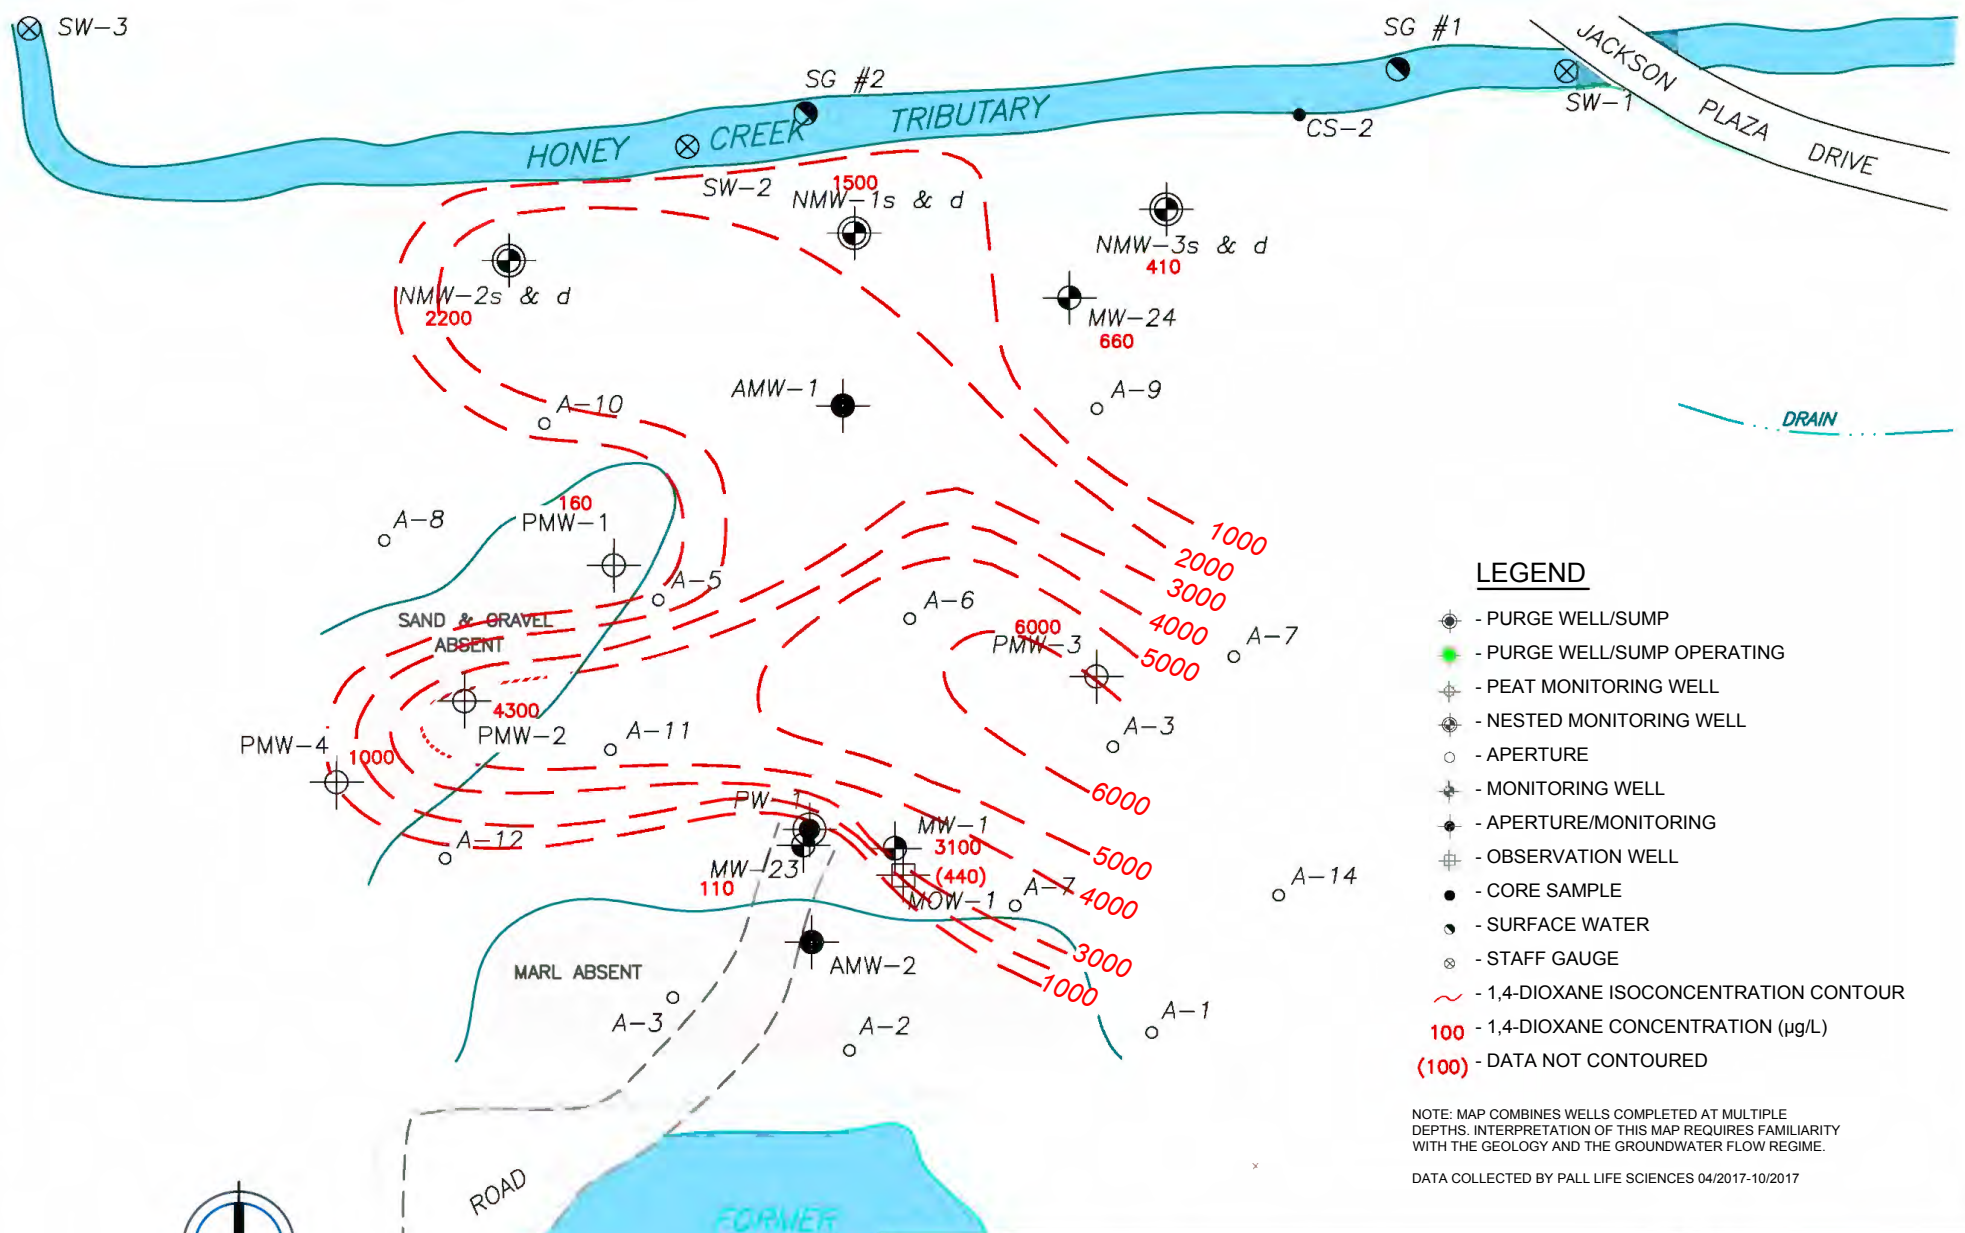 SW-3
SG #1
JACKSON PLAZA DRIVE
SG #2
SW-1
HONEY CREEK TRIBUTARY
CS-2
SW-2
1500
NMW-1s & d
NMW-3s & d
410
NMW-2s & d
2200
MW-24
660
AMW-1
A-9
A-10
DRAIN
160
PMW-1
A-8
1000
2000
3000
4000
5000
A-5
A-6
SAND & GRAVEL
ABSENT
6000
PMW-3
A-7
4300
PMW-2
A-11
A-3
PMW-4
1000
6000
PW-1
MW-1
3100
(440)
MOW-1
A-12
MW-23
110
A-7
5000
4000
A-14
3000
1000
AMW-2
MARL ABSENT
A-3
A-2
A-1
ROAD
FORMER
LEGEND
- PURGE WELL/SUMP
- PURGE WELL/SUMP OPERATING
- PEAT MONITORING WELL
- NESTED MONITORING WELL
- APERTURE
- MONITORING WELL
- APERTURE/MONITORING
- OBSERVATION WELL
- CORE SAMPLE
- SURFACE WATER
- STAFF GAUGE
- 1,4-DIOXANE ISOCONCENTRATION CONTOUR
100 - 1,4-DIOXANE CONCENTRATION (µg/L)
(100) - DATA NOT CONTOURED
NOTE: MAP COMBINES WELLS COMPLETED AT MULTIPLE
DEPTHS. INTERPRETATION OF THIS MAP REQUIRES FAMILIARITY
WITH THE GEOLOGY AND THE GROUNDWATER FLOW REGIME.
DATA COLLECTED BY PALL LIFE SCIENCES 04/2017-10/2017